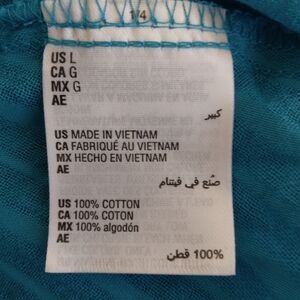 14
US L
CA G
MX G
AE
كبير
US MADE IN VIETNAM
CA FABRIQUÉ AU VIETNAM
MX HECHO EN VIETNAM
AE
صُنع في فيتنام
US 100% COTTON
CA 100% COTON
MX 100% algodón
AE
100% قطن